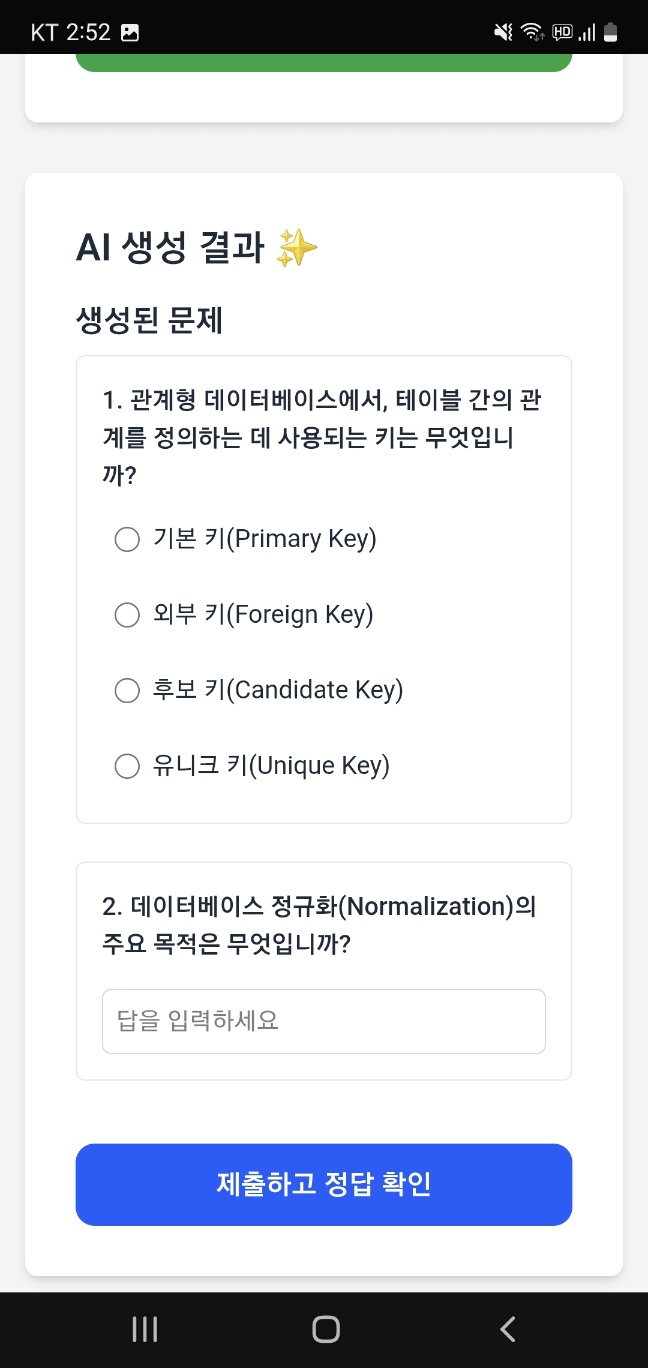 KT 2:52
HD
AI 생성 결과 ✨
생성된 문제
1. 관계형 데이터베이스에서, 테이블 간의 관
계를 정의하는 데 사용되는 키는 무엇입니
까?
기본 키(Primary Key)
외부 키(Foreign Key)
후보 키(Candidate Key)
유니크 키(Unique Key)
2. 데이터베이스 정규화(Normalization)의
주요 목적은 무엇입니까?
답을 입력하세요
제출하고 정답 확인